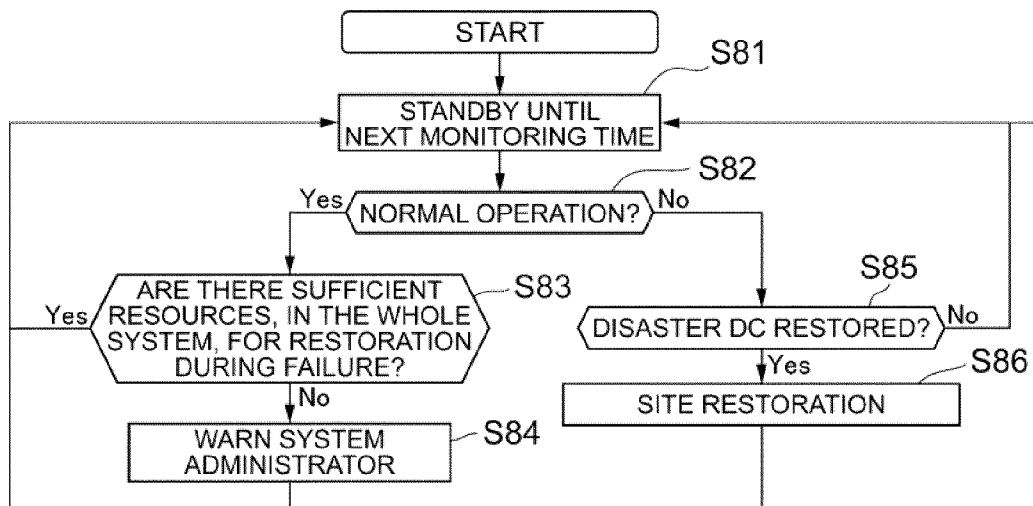 START
S81
STANDBY UNTIL
NEXT MONITORING TIME
S82
Yes
NORMAL OPERATION?
No
S83
ARE THERE SUFFICIENT
RESOURCES, IN THE WHOLE
SYSTEM, FOR RESTORATION
DURING FAILURE?
Yes
No
S84
WARN SYSTEM
ADMINISTRATOR
S85
DISASTER DC RESTORED?
No
Yes
S86
SITE RESTORATION